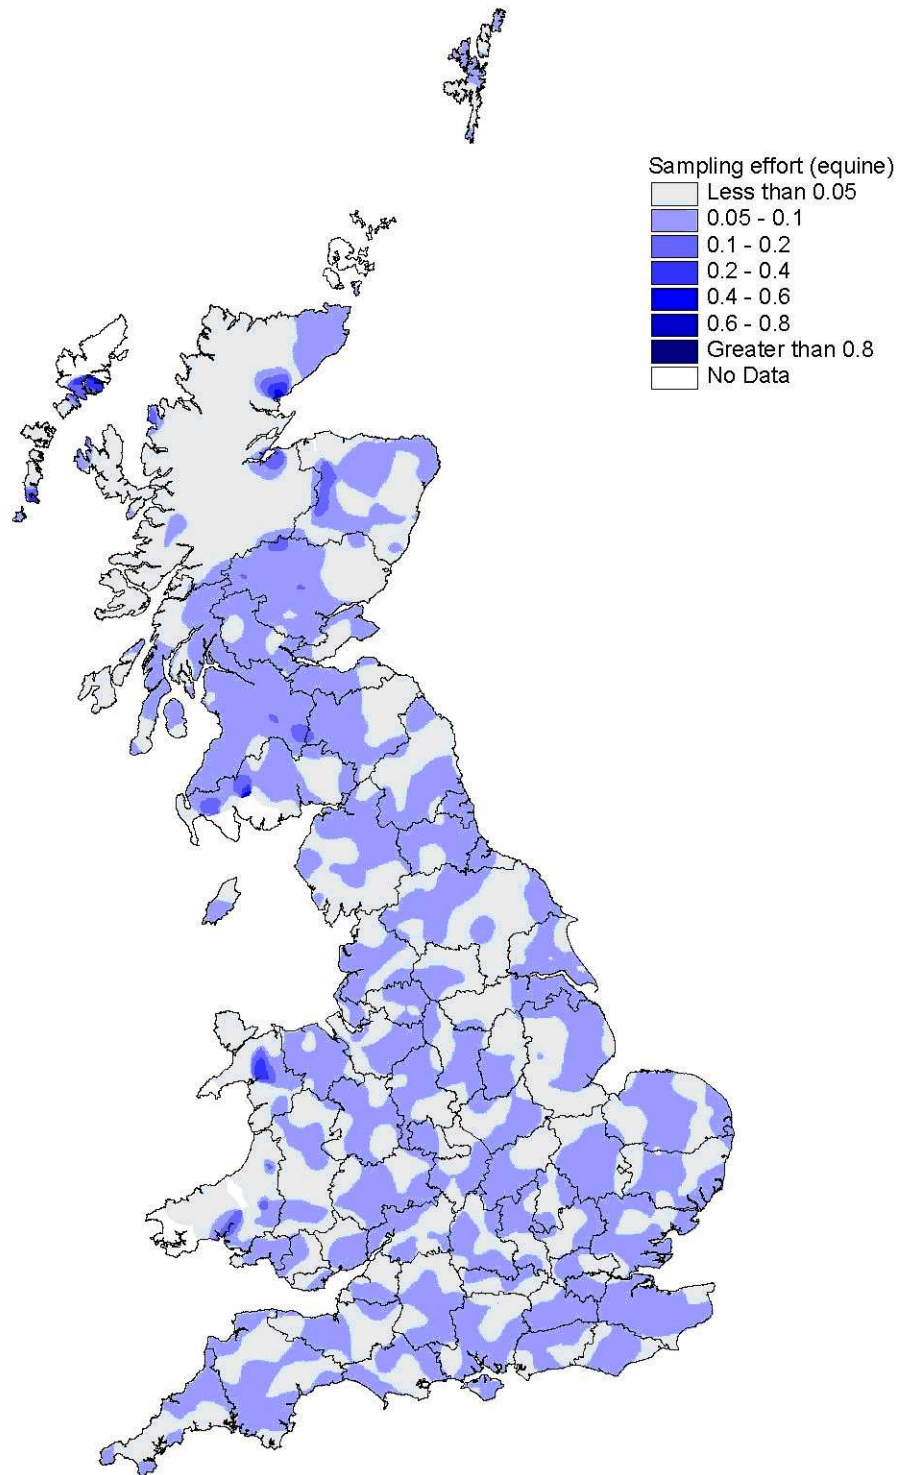 Sampling effort (equine)
Less than 0.05
0.05 - 0.1
0.1 - 0.2
0.2 - 0.4
0.4 - 0.6
0.6 - 0.8
Greater than 0.8
No Data